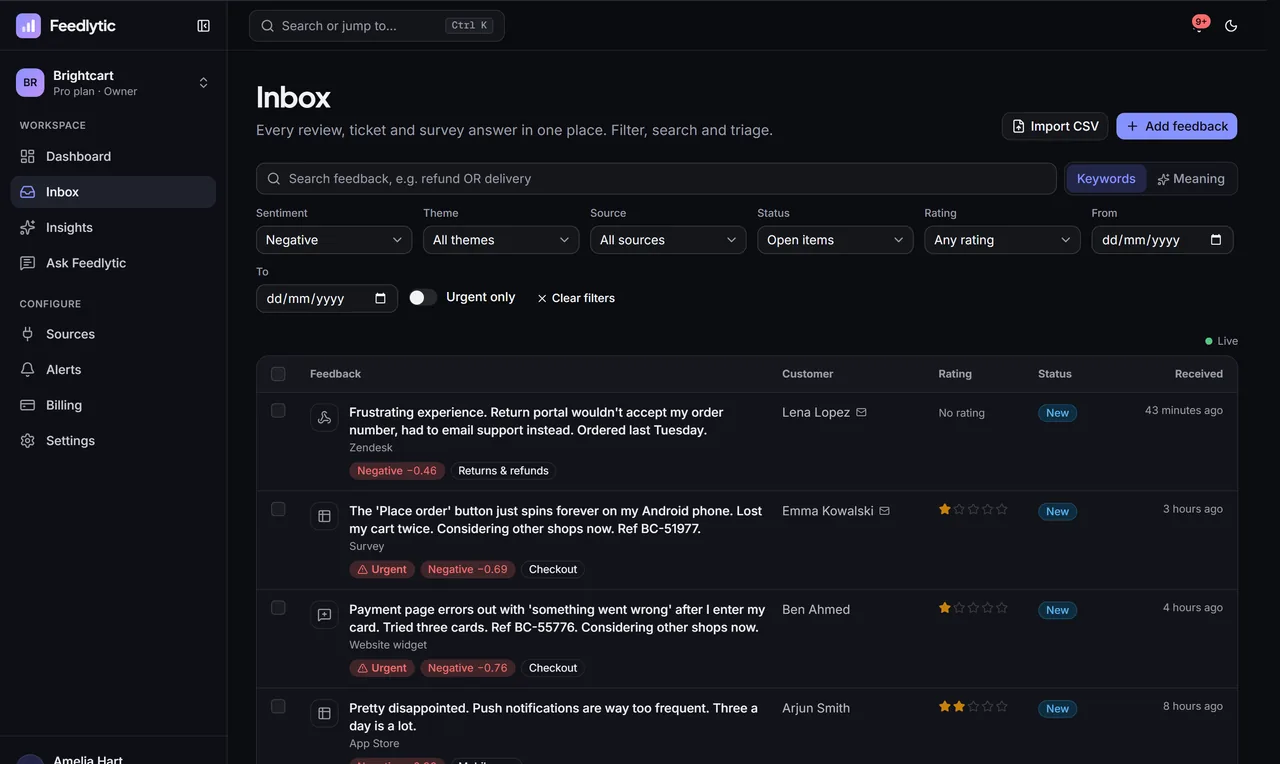 Feedlytic
Search or jump to...
Ctrl K
9+
BR
Brightcart
Pro plan · Owner
WORKSPACE
Dashboard
Inbox
Insights
Ask Feedlytic
CONFIGURE
Sources
Alerts
Billing
Settings
Amelia Hart
Inbox
Every review, ticket and survey answer in one place. Filter, search and triage.
Import CSV
Add feedback
Search feedback, e.g. refund OR delivery
Keywords
Meaning
Sentiment
Negative
Theme
All themes
Source
All sources
Status
Open items
Rating
Any rating
From
dd/mm/yyyy
To
dd/mm/yyyy
Urgent only
Clear filters
Live
Feedback
Customer
Rating
Status
Received
Frustrating experience. Return portal wouldn't accept my order
number, had to email support instead. Ordered last Tuesday.
Zendesk
Negative −0.46
Returns & refunds
Lena Lopez
No rating
New
43 minutes ago
The 'Place order' button just spins forever on my Android phone. Lost
my cart twice. Considering other shops now. Ref BC-51977.
Survey
Urgent
Negative −0.69
Checkout
Emma Kowalski
New
3 hours ago
Payment page errors out with 'something went wrong' after I enter my
card. Tried three cards. Ref BC-55776. Considering other shops now.
Website widget
Urgent
Negative −0.76
Checkout
Ben Ahmed
New
4 hours ago
Pretty disappointed. Push notifications are way too frequent. Three a
day is a lot.
App Store
Arjun Smith
New
8 hours ago